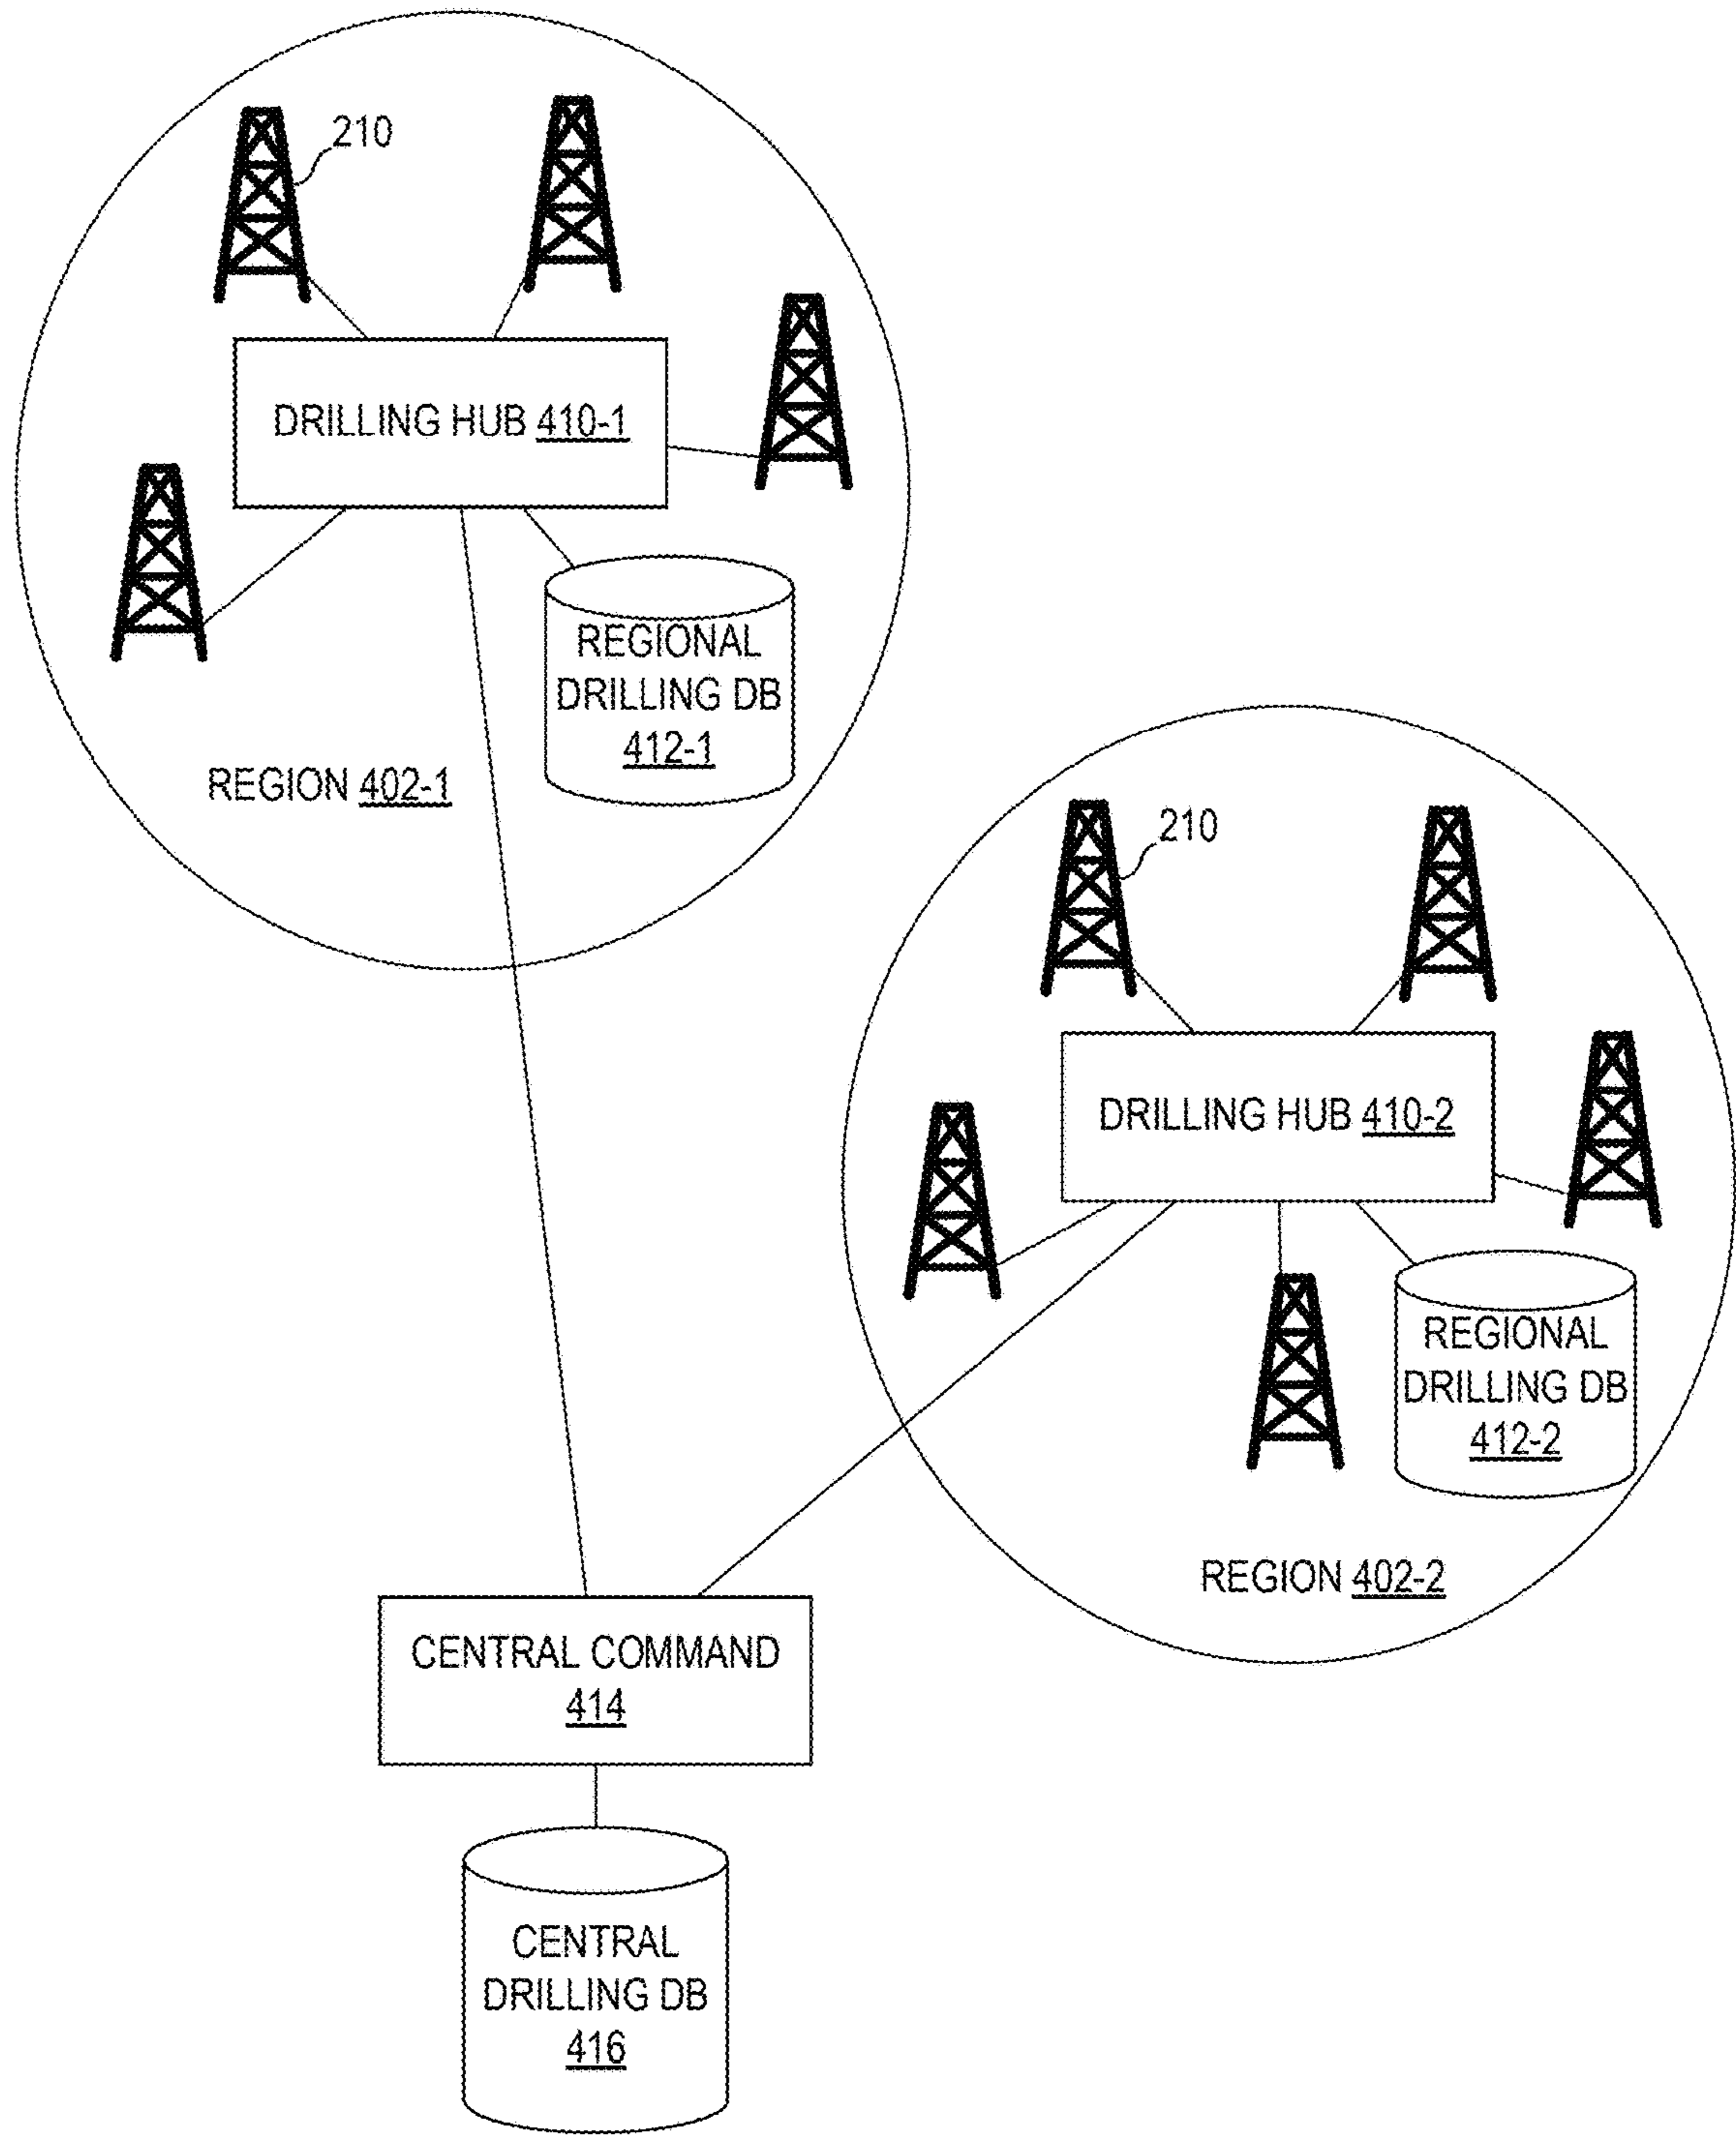 210
DRILLING HUB 410-1
REGIONAL
DRILLING DB
412-1
REGION 402-1
210
DRILLING HUB 410-2
REGIONAL
DRILLING DB
412-2
REGION 402-2
CENTRAL COMMAND
414
CENTRAL
DRILLING DB
416